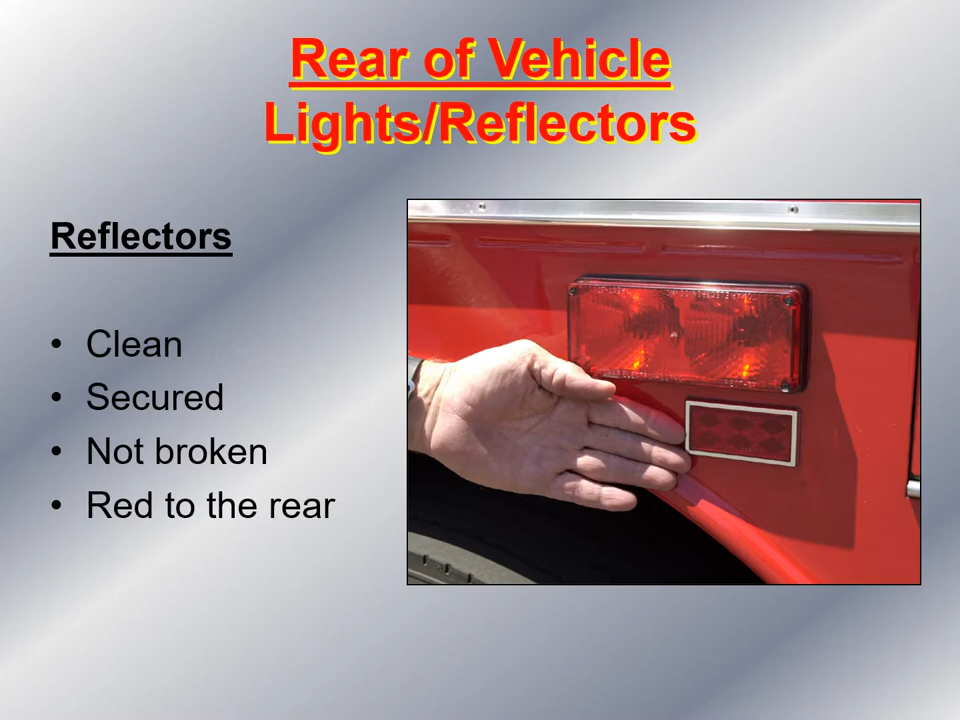 Rear of Vehicle
Lights/Reflectors
Reflectors
• Clean
• Secured
• Not broken
• Red to the rear